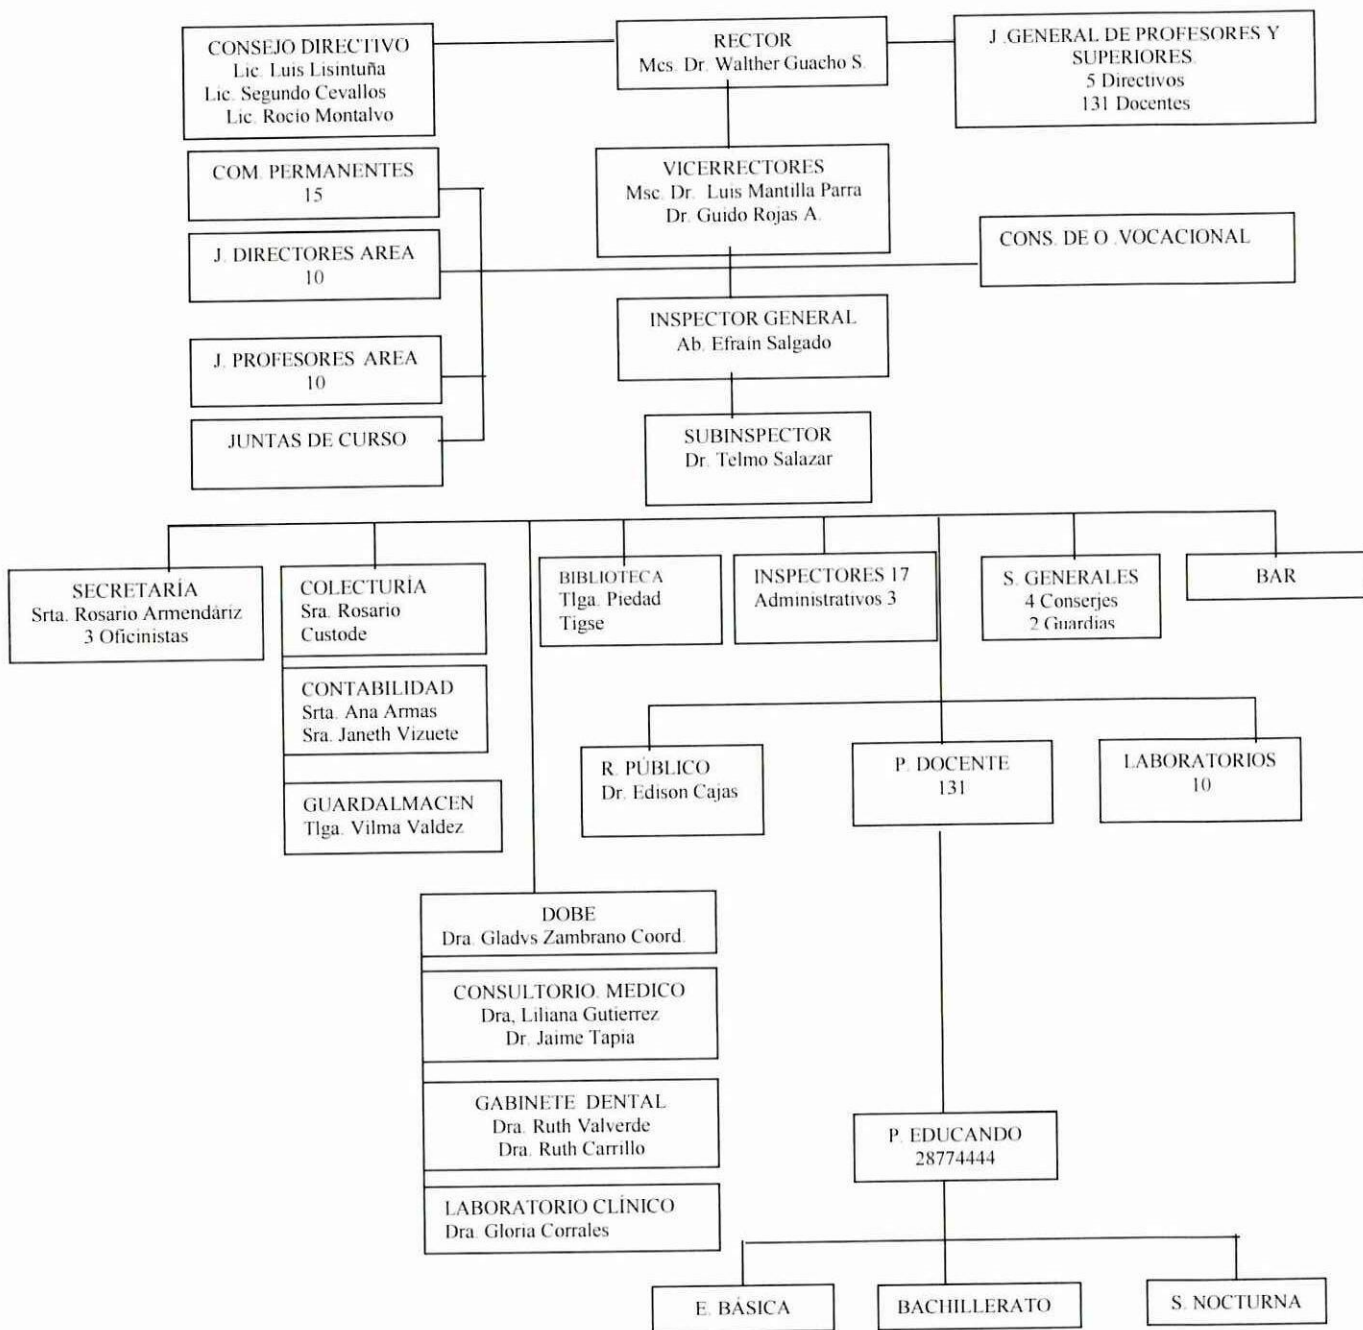 CONSEJO DIRECTIVO
Lic. Luis Lisintuña
Lic. Segundo Cevallos
Lic. Rocio Montalvo
RECTOR
Mcs. Dr. Walther Guacho S.
J .GENERAL DE PROFESORES Y
SUPERIORES.
5 Directivos
131 Docentes
COM. PERMANENTES
15
VICERRECTORES
Msc. Dr. Luis Mantilla Parra
Dr. Guido Rojas A.
J. DIRECTORES AREA
10
CONS. DE O .VOCACIONAL
INSPECTOR GENERAL
Ab. Efraín Salgado
J. PROFESORES AREA
10
JUNTAS DE CURSO
SUBINSPECTOR
Dr. Telmo Salazar
SECRETARÍA
Srta. Rosario Armendáriz
3 Oficinistas
COLECTURÍA
Sra. Rosario
Custode
BIBLIOTECA
Tlga. Piedad
Tigse
INSPECTORES 17
Administrativos 3
S. GENERALES
4 Conserjes
2 Guardias
BAR
CONTABILIDAD
Srta. Ana Armas
Sra. Janeth Vizuete
GUARDALMACEN
Tlga. Vilma Valdez
R. PÚBLICO
Dr. Edison Cajas
P. DOCENTE
131
LABORATORIOS
10
DOBE
Dra. Gladys Zambrano Coord.
CONSULTORIO. MEDICO
Dra, Liliana Gutierrez
Dr. Jaime Tapia
GABINETE DENTAL
Dra. Ruth Valverde
Dra. Ruth Carrillo
LABORATORIO CLÍNICO
Dra. Gloria Corrales
P. EDUCANDO
28774444
E. BÁSICA
BACHILLERATO
S. NOCTURNA